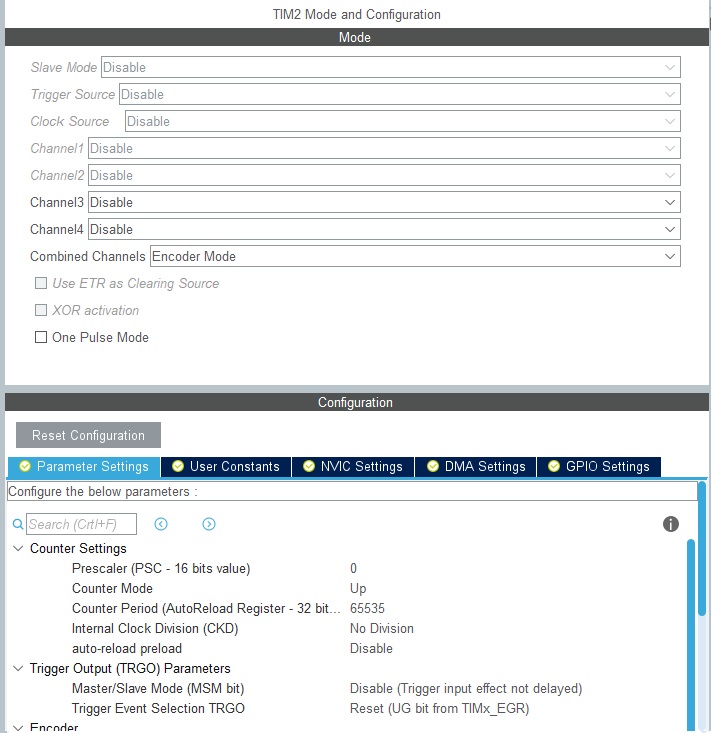 TIM2 Mode and Configuration
Mode
Slave Mode Disable
Trigger Source Disable
Clock Source Disable
Channel1 Disable
Channel2 Disable
Channel3 Disable
Channel4 Disable
Combined Channels Encoder Mode
Use ETR as Clearing Source
XOR activation
One Pulse Mode
Configuration
Reset Configuration
Parameter Settings User Constants NVIC Settings DMA Settings GPIO Settings
Configure the below parameters :
Search (Crtl+F)
Counter Settings
Prescaler (PSC - 16 bits value) 0
Counter Mode Up
Counter Period (AutoReload Register - 32 bit... 65535
Internal Clock Division (CKD) No Division
auto-reload preload Disable
Trigger Output (TRGO) Parameters
Master/Slave Mode (MSM bit) Disable (Trigger input effect not delayed)
Trigger Event Selection TRGO Reset (UG bit from TIMx_EGR)
Encoder